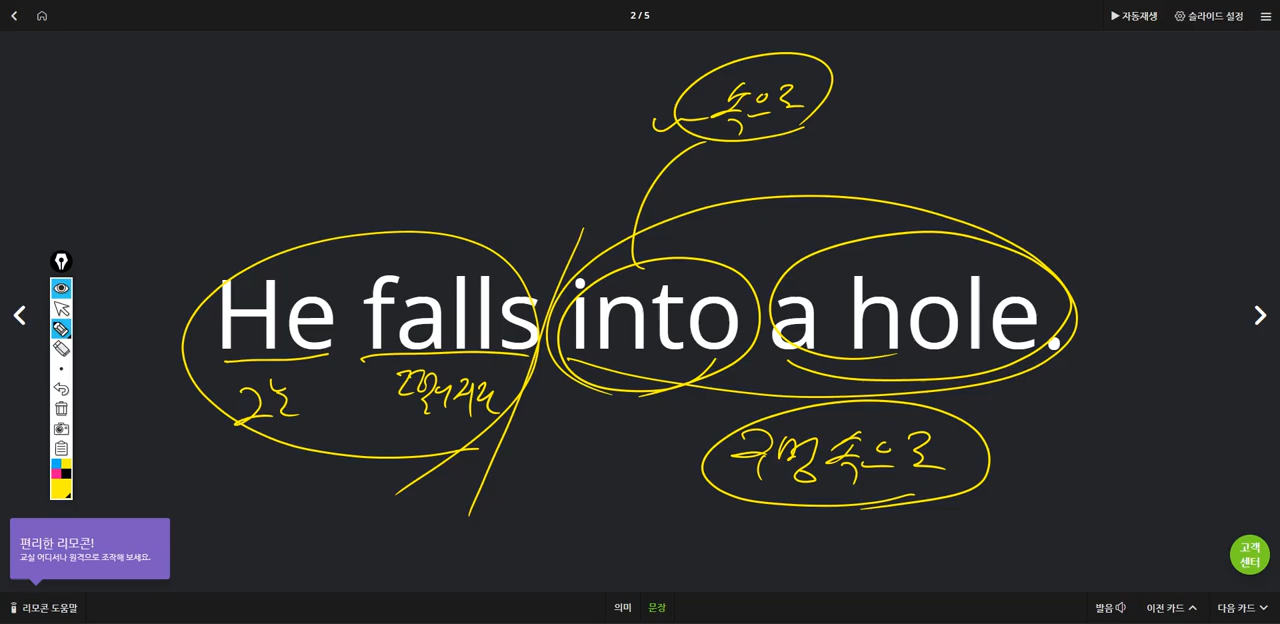 2 / 5
자동재생
슬라이드 설정
속으로
He falls into a hole.
그는
떨어지다
구멍 속으로
편리한 리모콘!
교실 어디서나 원격으로 조작해 보세요.
고객
센터
리모콘 도움말
의미
문장
발음
이전 카드
다음 카드